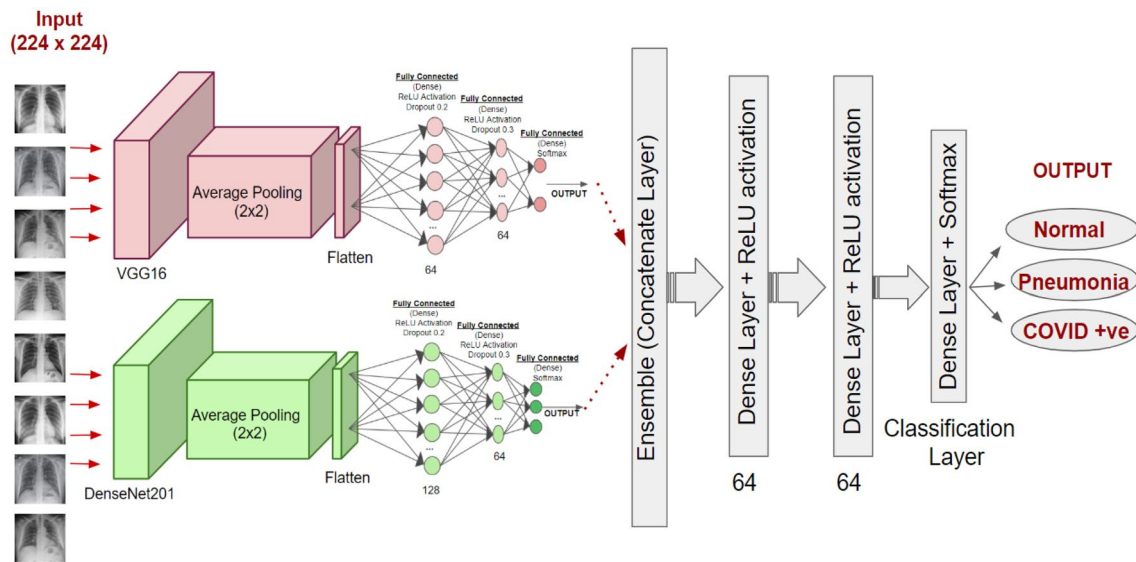 Input
(224 x 224)
Fully Connected
(Dense)
ReLU Activation
Dropout 0.2
Fully Connected
(Dense)
ReLU Activation
Dropout 0.3
Fully Connected
(Dense)
Softmax
Average Pooling
(2x2)
OUTPUT
...
...
64
64
Flatten
VGG16
Fully Connected
(Dense)
ReLU Activation
Dropout 0.2
Fully Connected
(Dense)
ReLU Activation
Dropout 0.3
Fully Connected
(Dense)
Softmax
Average Pooling
(2x2)
OUTPUT
...
...
64
128
Flatten
DenseNet201
Ensemble (Concatenate Layer)
Dense Layer + ReLU activation
64
Dense Layer + ReLU activation
64
Dense Layer + Softmax
Classification
Layer
OUTPUT
Normal
Pneumonia
COVID +ve